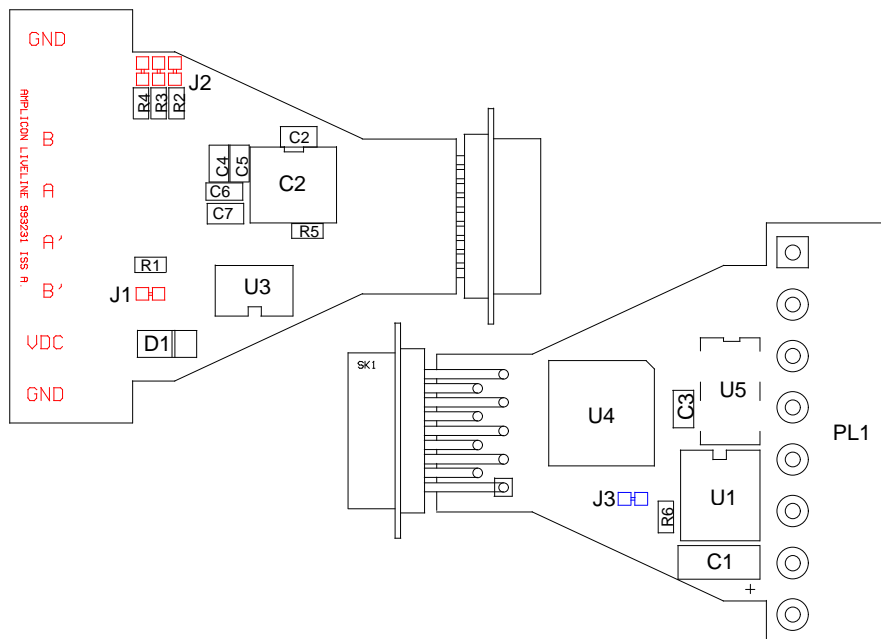 GND
J2
R4
R3
R2
AMPLICON LIVELINE 993231 ISS A.
B
C2
C4
C5
A
C6
C2
C7
R5
A'
R1
B'
J1
U3
VDC
D1
GND
SK1
U5
C3
U4
PL1
U1
J3
R6
C1
+